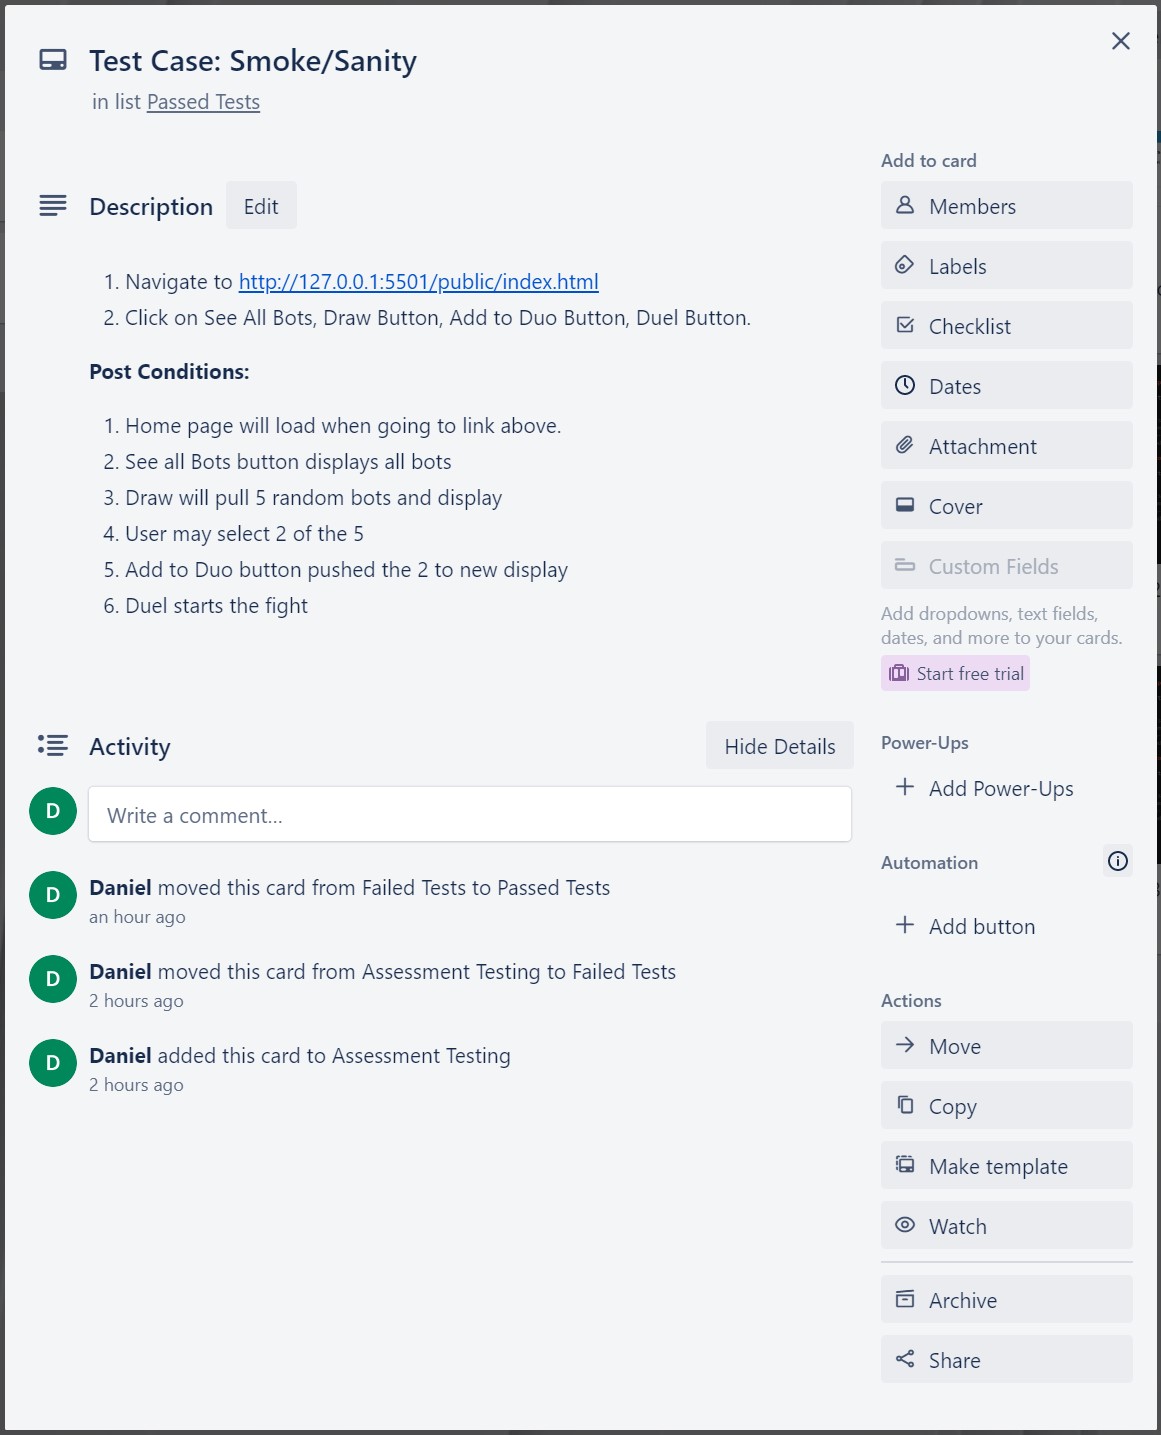 Test Case: Smoke/Sanity
in list Passed Tests
Description Edit
1. Navigate to http://127.0.0.1:5501/public/index.html
2. Click on See All Bots, Draw Button, Add to Duo Button, Duel Button.
Post Conditions:
1. Home page will load when going to link above.
2. See all Bots button displays all bots
3. Draw will pull 5 random bots and display
4. User may select 2 of the 5
5. Add to Duo button pushed the 2 to new display
6. Duel starts the fight
Activity Hide Details
D Write a comment...
D Daniel moved this card from Failed Tests to Passed Tests
an hour ago
D Daniel moved this card from Assessment Testing to Failed Tests
2 hours ago
D Daniel added this card to Assessment Testing
2 hours ago
Add to card
Members
Labels
Checklist
Dates
Attachment
Cover
Custom Fields
Add dropdowns, text fields,
dates, and more to your cards.
Start free trial
Power-Ups
Add Power-Ups
Automation
Add button
Actions
Move
Copy
Make template
Watch
Archive
Share